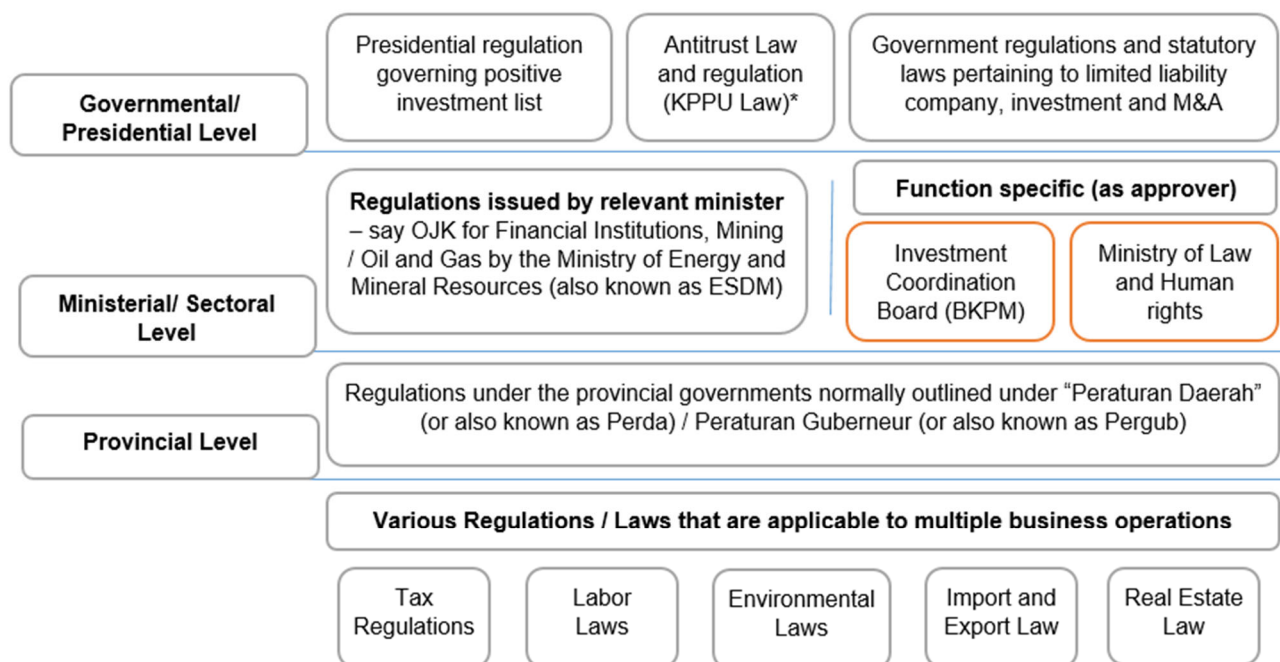 Governmental/
Presidential Level
Presidential regulation
governing positive
investment list
Antitrust Law
and regulation
(KPPU Law)*
Government regulations and statutory
laws pertaining to limited liability
company, investment and M&A
Ministerial/ Sectoral
Level
Regulations issued by relevant minister
– say OJK for Financial Institutions, Mining
/ Oil and Gas by the Ministry of Energy and
Mineral Resources (also known as ESDM)
Function specific (as approver)
Investment
Coordination
Board (BKPM)
Ministry of Law
and Human
rights
Provincial Level
Regulations under the provincial governments normally outlined under “Peraturan Daerah”
(or also known as Perda) / Peraturan Guberneur (or also known as Pergub)
Various Regulations / Laws that are applicable to multiple business operations
Tax
Regulations
Labor
Laws
Environmental
Laws
Import and
Export Law
Real Estate
Law